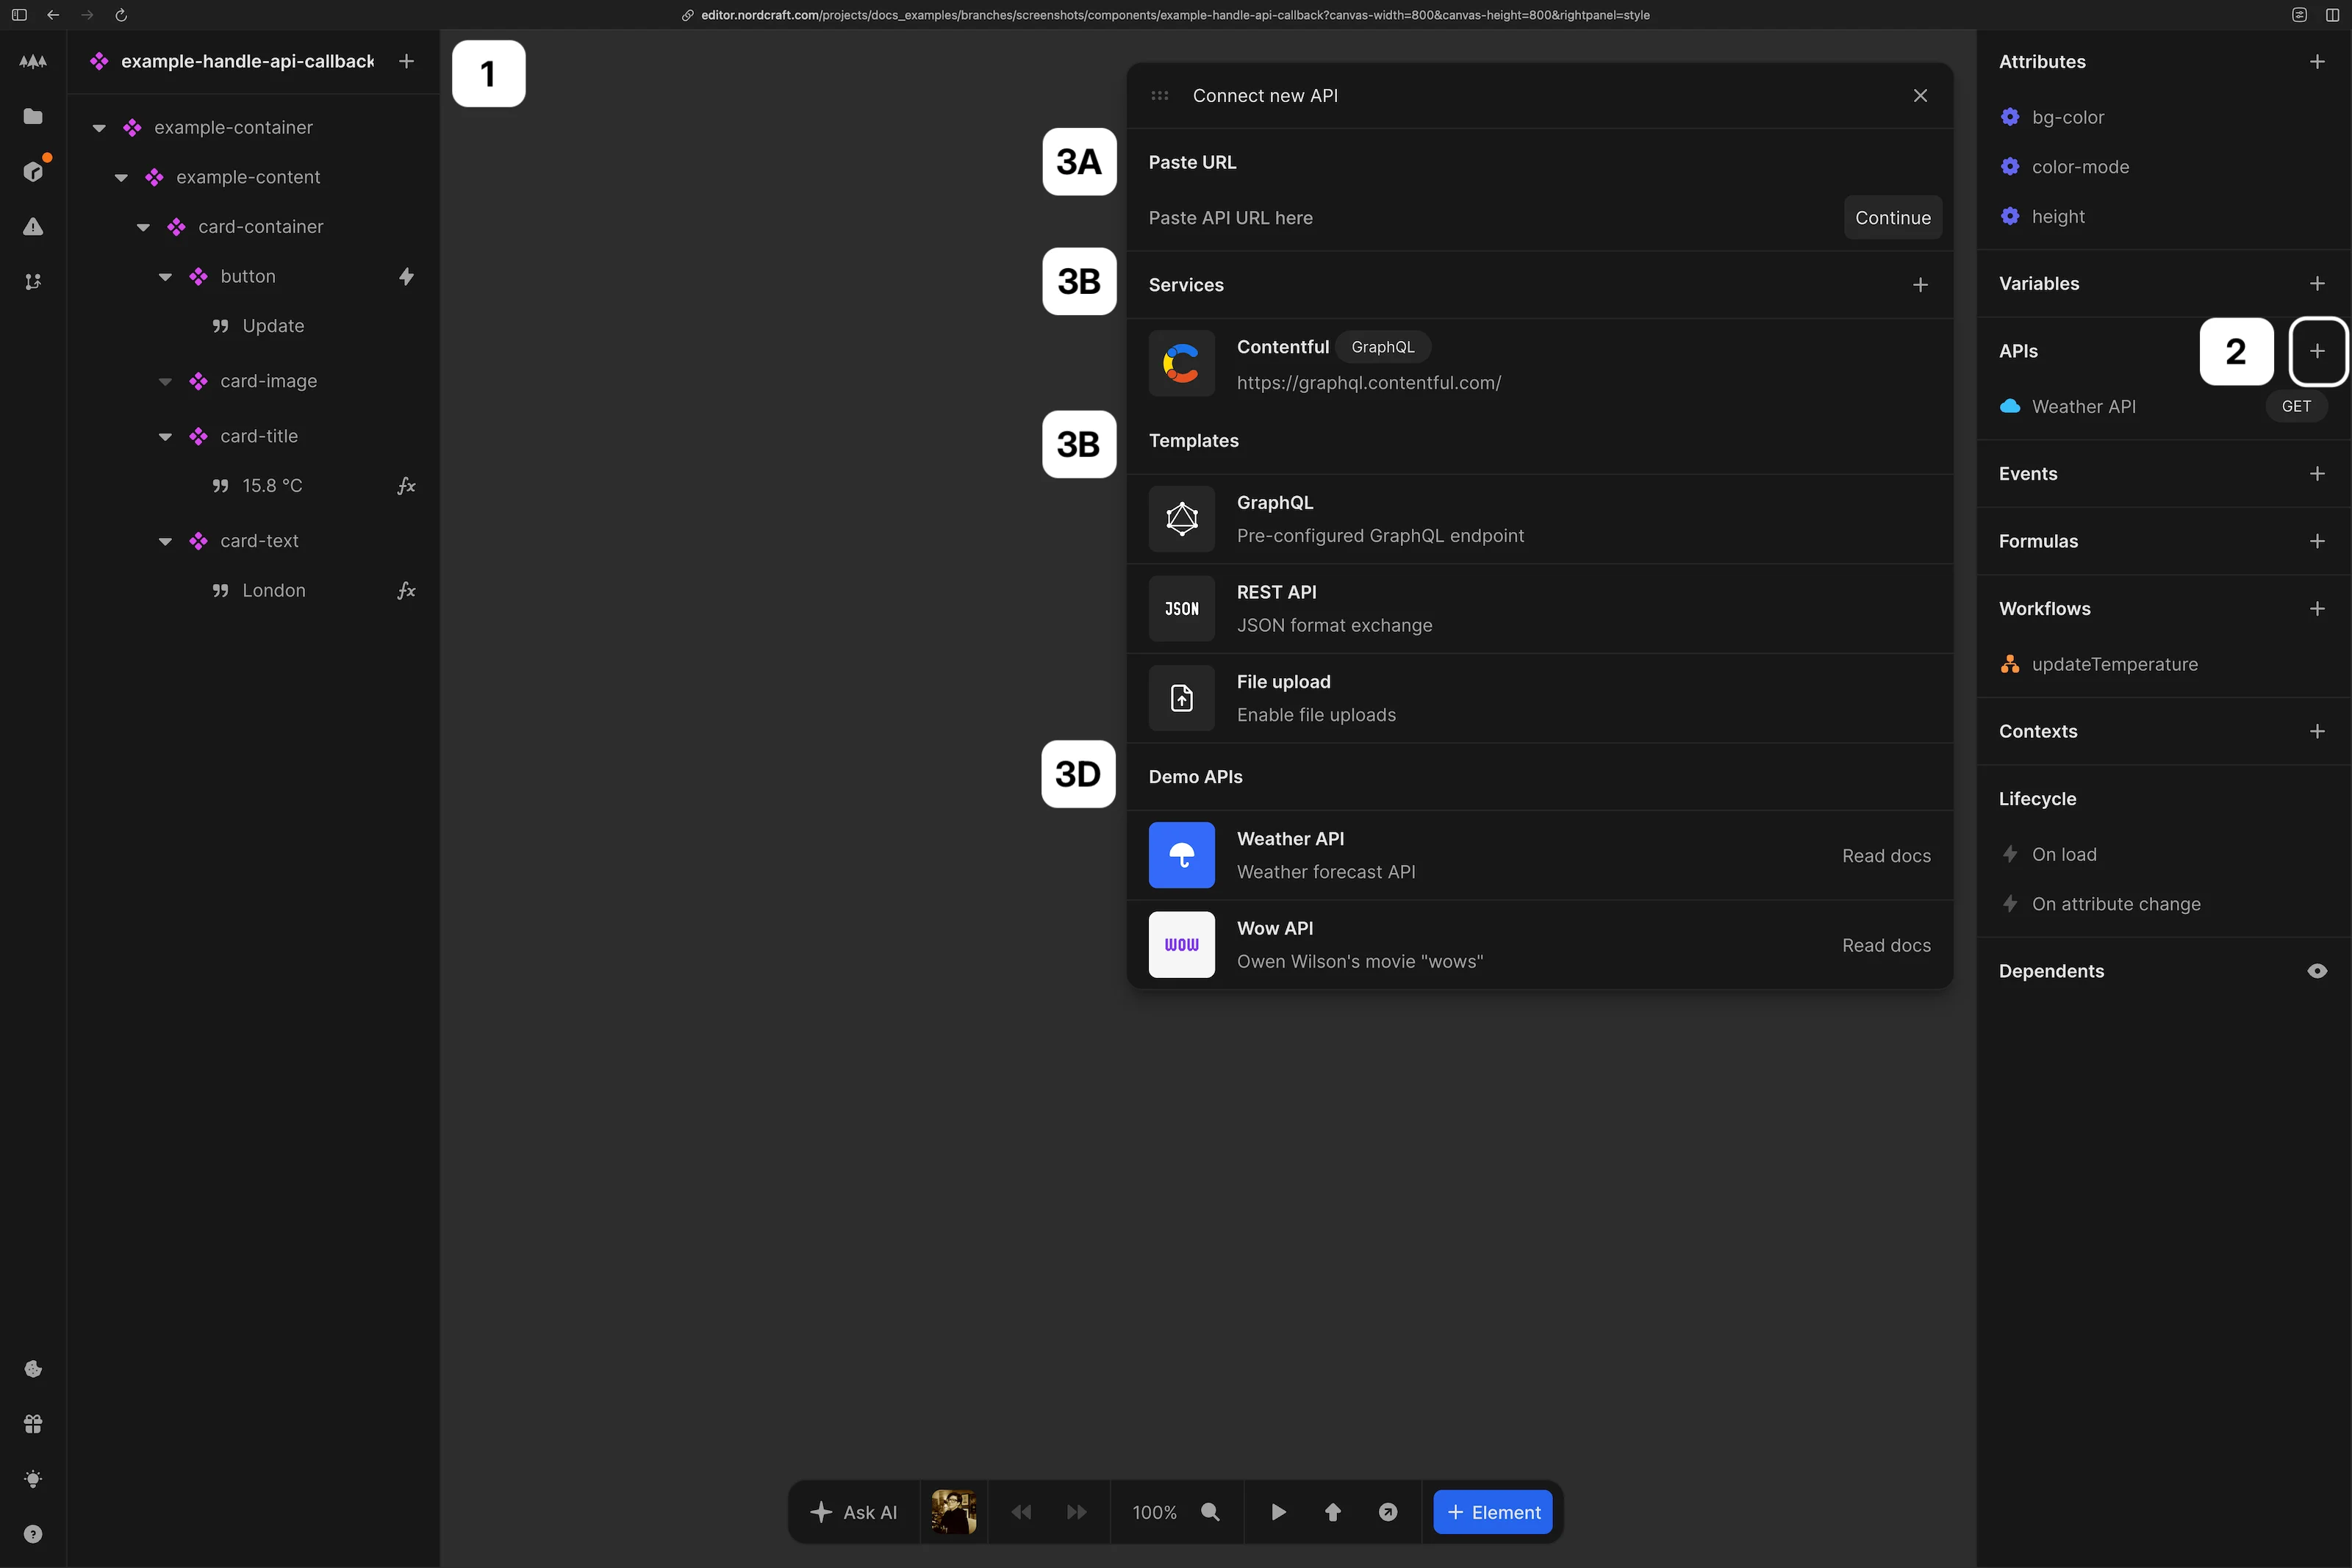 editor.nordcraft.com/projects/docs_examples/branches/screenshots/components/example-handle-api-callback?canvas-width=800&canvas-height=800&rightpanel=style
example-handle-api-callback
example-container
example-content
card-container
button
Update
card-image
card-title
15.8 °C
fx
card-text
London
fx
1
Connect new API
3A
Paste URL
Paste API URL here
Continue
3B
Services
Contentful
GraphQL
https://graphql.contentful.com/
3B
Templates
GraphQL
Pre-configured GraphQL endpoint
JSON
REST API
JSON format exchange
File upload
Enable file uploads
3D
Demo APIs
Weather API
Weather forecast API
Read docs
wow
Wow API
Owen Wilson's movie "wows"
Read docs
Attributes
bg-color
color-mode
height
Variables
APIs
2
Weather API
GET
Events
Formulas
Workflows
updateTemperature
Contexts
Lifecycle
On load
On attribute change
Dependents
Ask AI
100%
Element